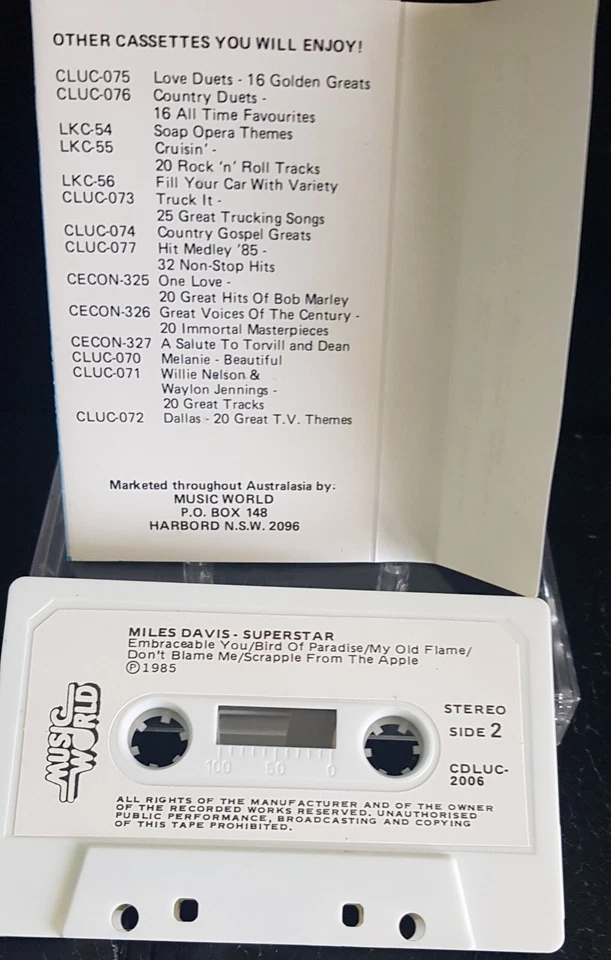 OTHER CASSETTES YOU WILL ENJOY!
CLUC-075 Love Duets - 16 Golden Greats
CLUC-076 Country Duets -
16 All Time Favourites
LKC-54 Soap Opera Themes
LKC-55 Cruisin' -
20 Rock 'n' Roll Tracks
LKC-56 Fill Your Car With Variety
CLUC-073 Truck It -
25 Great Trucking Songs
CLUC-074 Country Gospel Greats
CLUC-077 Hit Medley '85 -
32 Non-Stop Hits
CECON-325 One Love -
20 Great Hits Of Bob Marley
CECON-326 Great Voices Of The Century -
20 Immortal Masterpieces
CECON-327 A Salute To Torvill and Dean
CLUC-070 Melanie - Beautiful
CLUC-071 Willie Nelson &
Waylon Jennings -
20 Great Tracks
CLUC-072 Dallas - 20 Great T.V. Themes
Marketed throughout Australasia by:
MUSIC WORLD
P.O. BOX 148
HARBORD N.S.W. 2096
MILES DAVIS - SUPERSTAR
Embraceable You/Bird Of Paradise/My Old Flame/
Don't Blame Me/Scrapple From The Apple
Ⓟ1985
MUSIC
WORLD
100 50 0
STEREO
SIDE 2
CDLUC-
2006
ALL RIGHTS OF THE MANUFACTURER AND OF THE OWNER
OF THE RECORDED WORKS RESERVED. UNAUTHORISED
PUBLIC PERFORMANCE, BROADCASTING AND COPYING
OF THIS TAPE PROHIBITED.